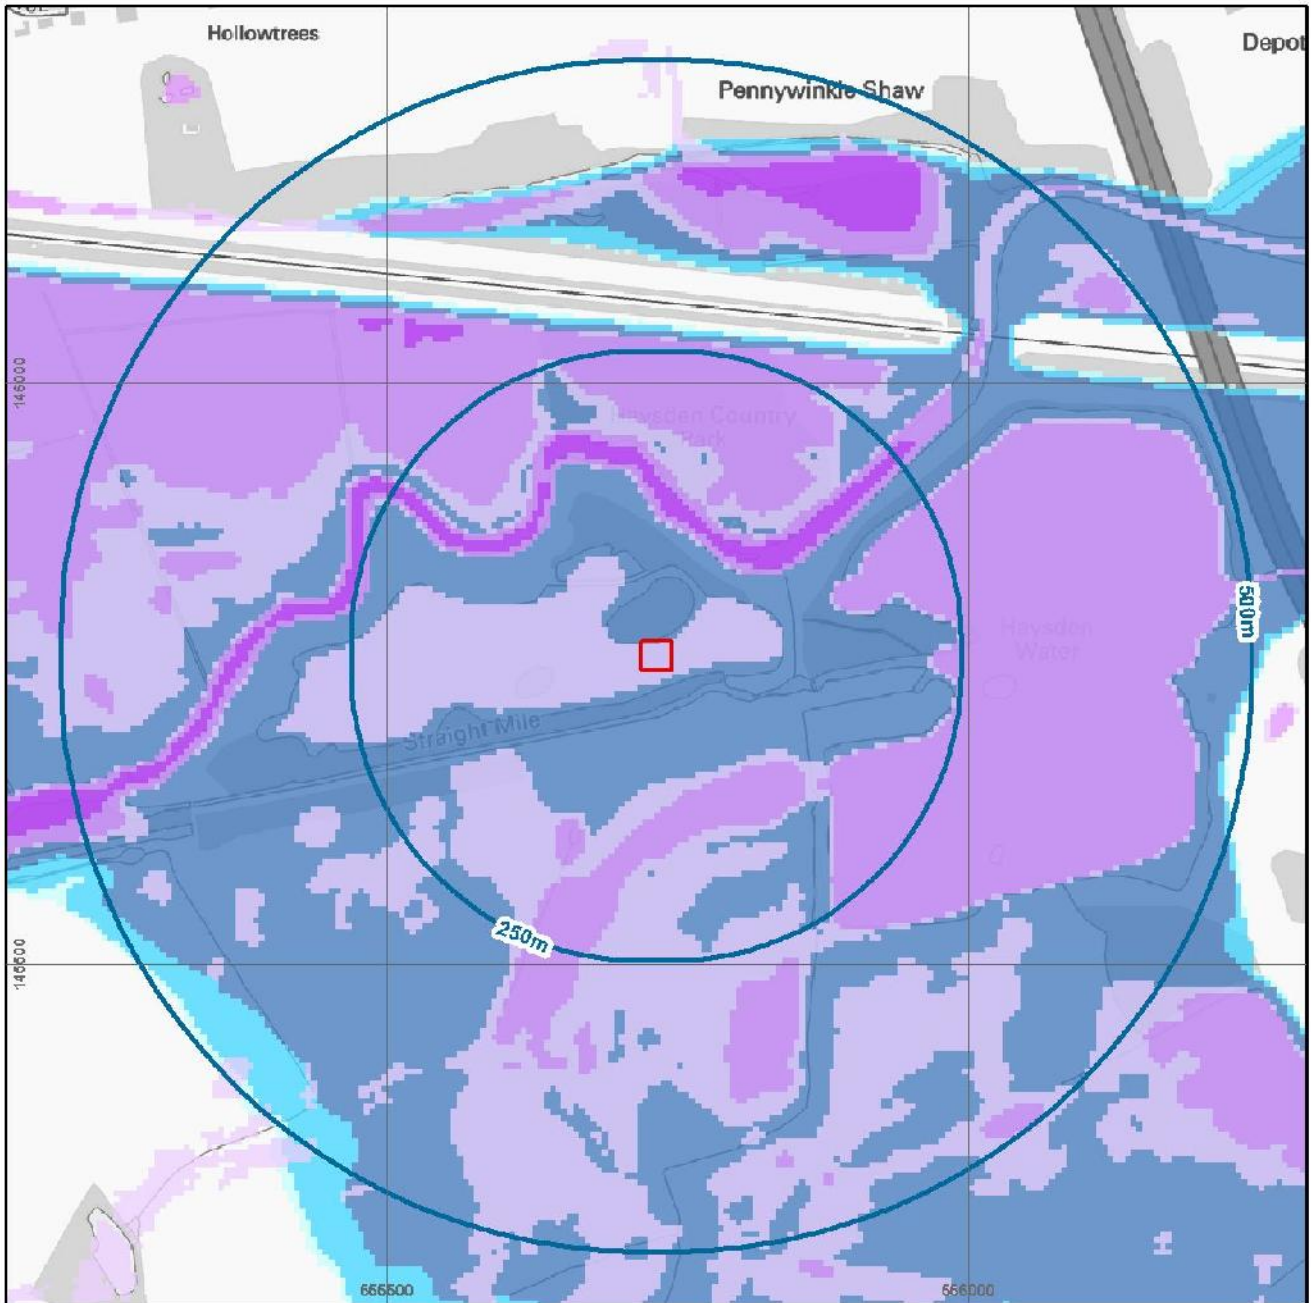 Hollowtrees
Depot
Pennywinkle Shaw
146000
Haysden Country
Park
500m
Haysden
Water
Straight Mile
250m
145500
555500
556000